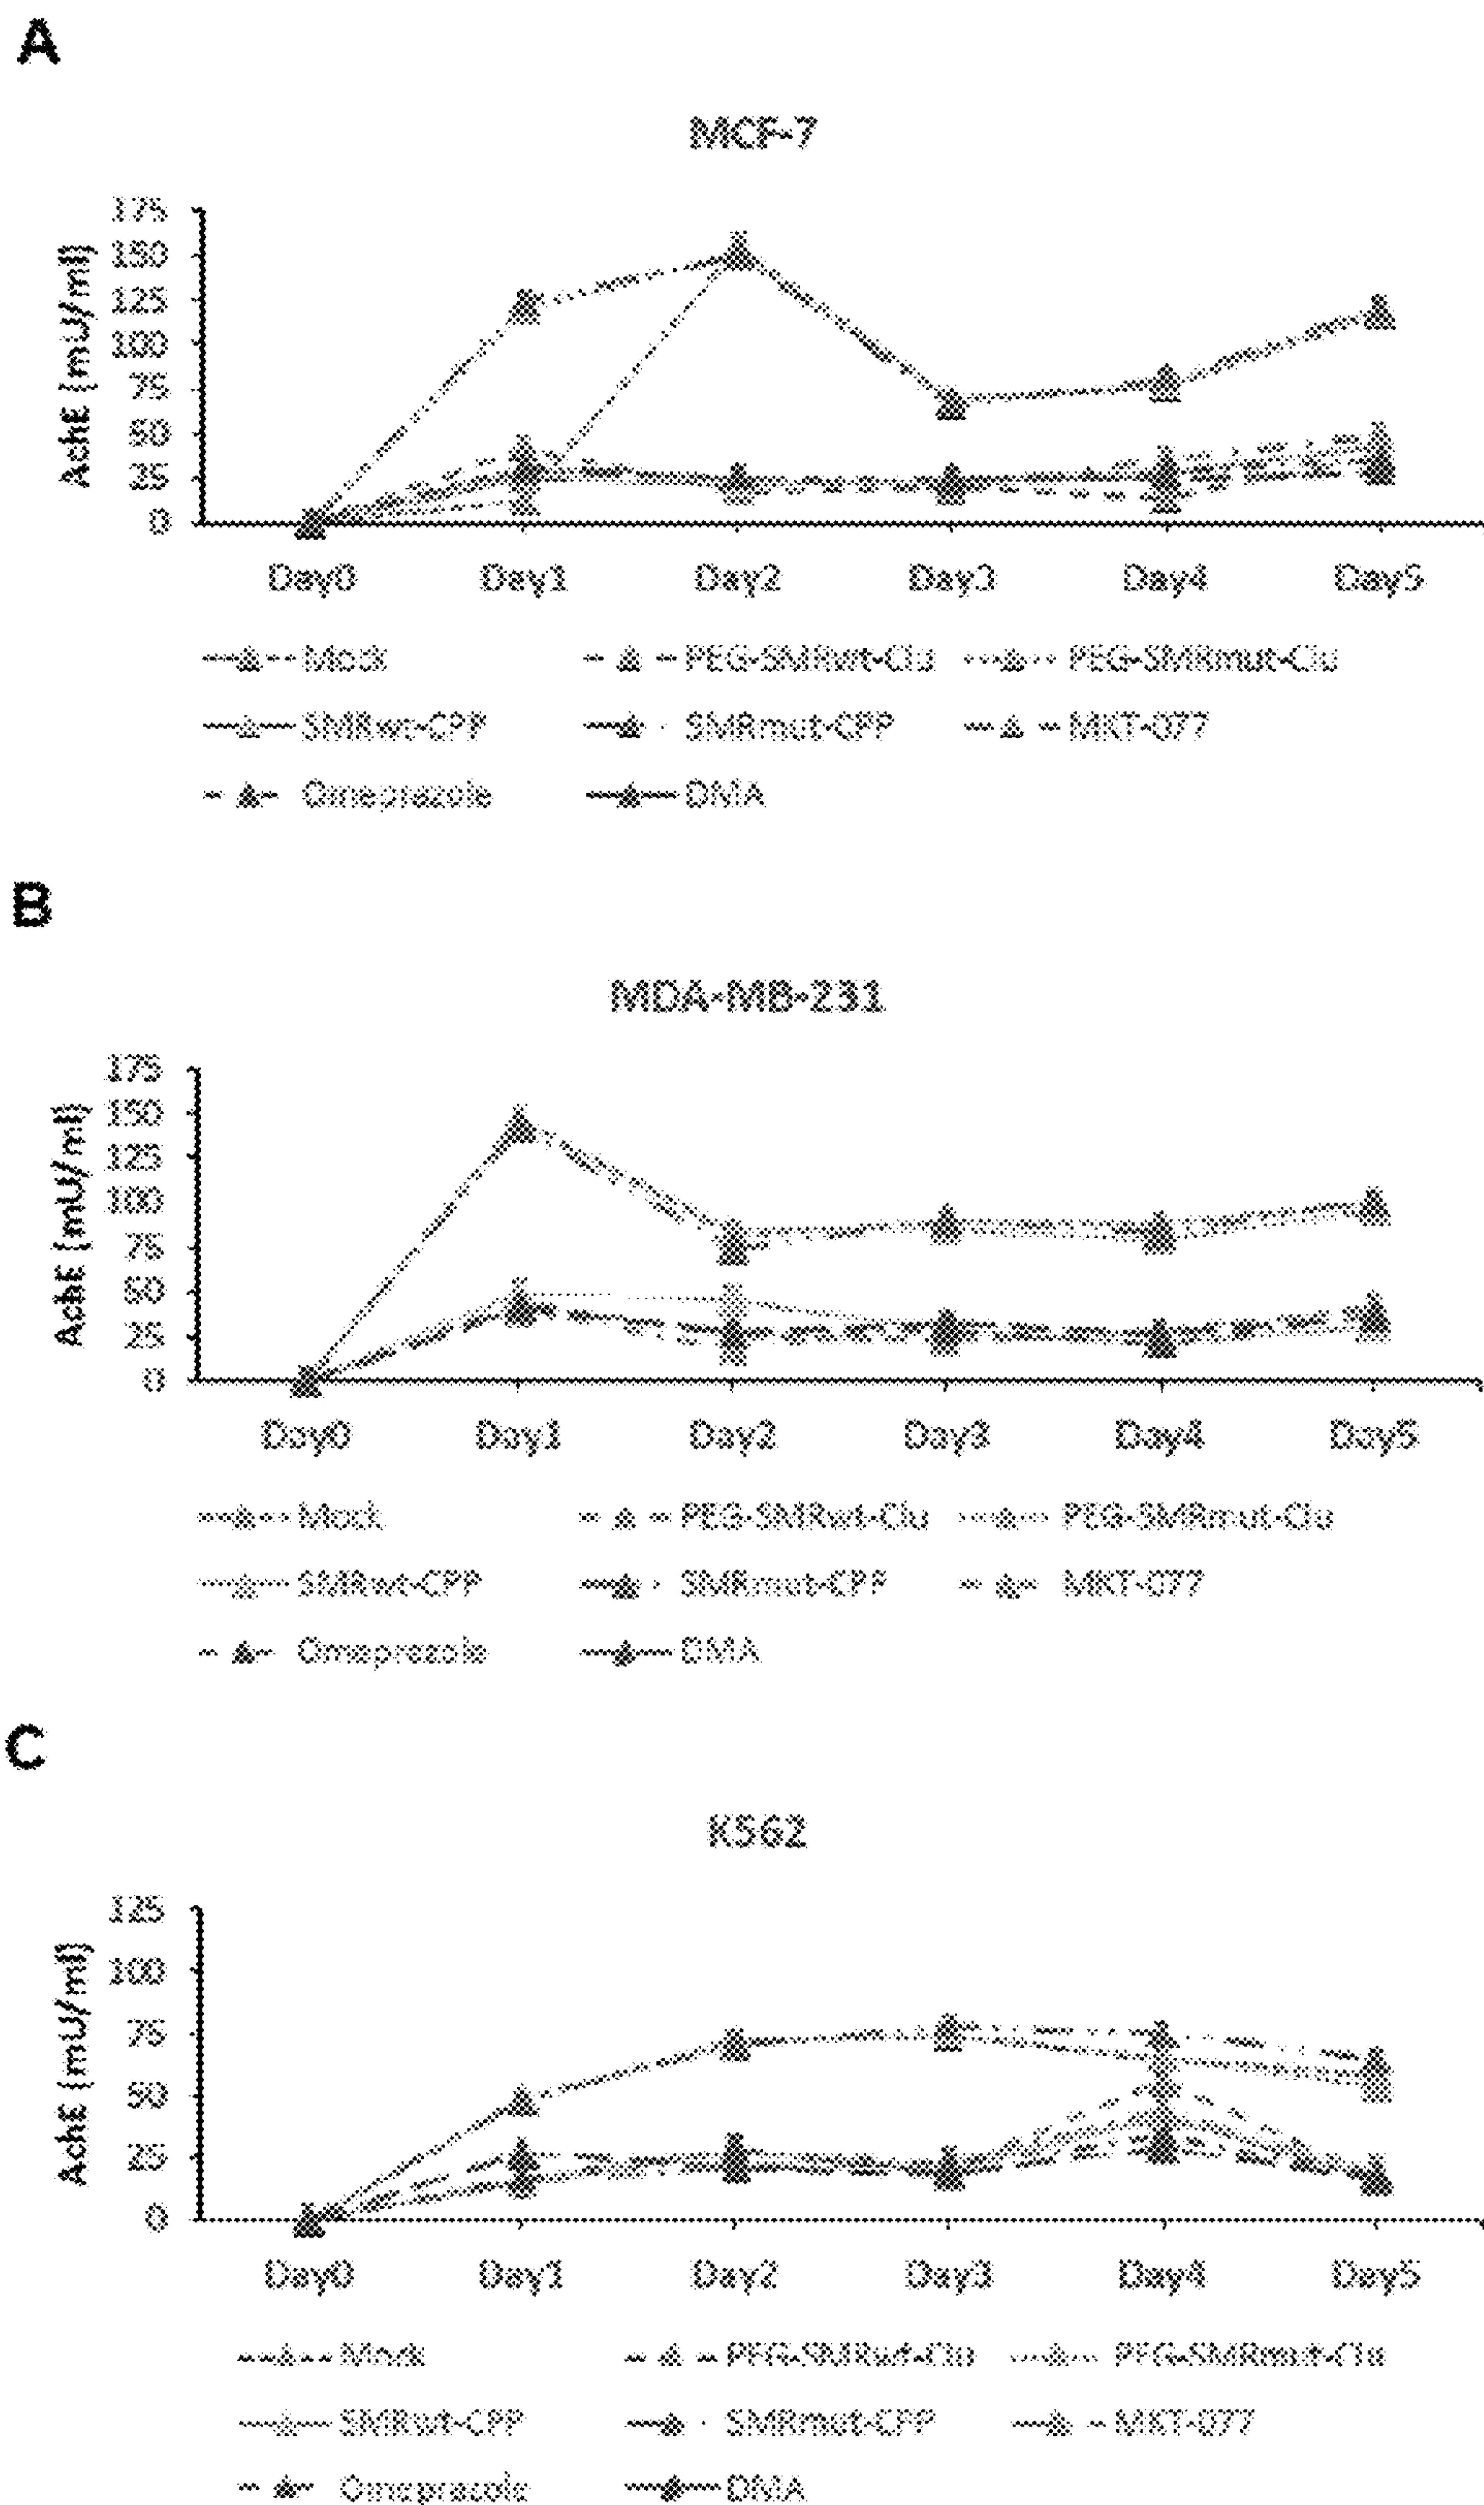 A
MCF-7
AchE [mU/ml]
175
150
125
100
75
50
25
0
Day0 Day1 Day2 Day3 Day4 Day5
Mock PEG-SMRwt-Clu PEG-SMRmut-Clu
SMRwt-CPP SMRmut-CPP MKT-077
Omeprazole DMA
B
MDA-MB-231
AchE [mU/ml]
175
150
125
100
75
50
25
0
Day0 Day1 Day2 Day3 Day4 Day5
Mock PEG-SMRwt-Clu PEG-SMRmut-Clu
SMRwt-CPP SMRmut-CPP MKT-077
Omeprazole DMA
C
K562
AchE [mU/ml]
125
100
75
50
25
0
Day0 Day1 Day2 Day3 Day4 Day5
Mock PEG-SMRwt-Clu PEG-SMRmut-Clu
SMRwt-CPP SMRmut-CPP MKT-077
Omeprazole DMA